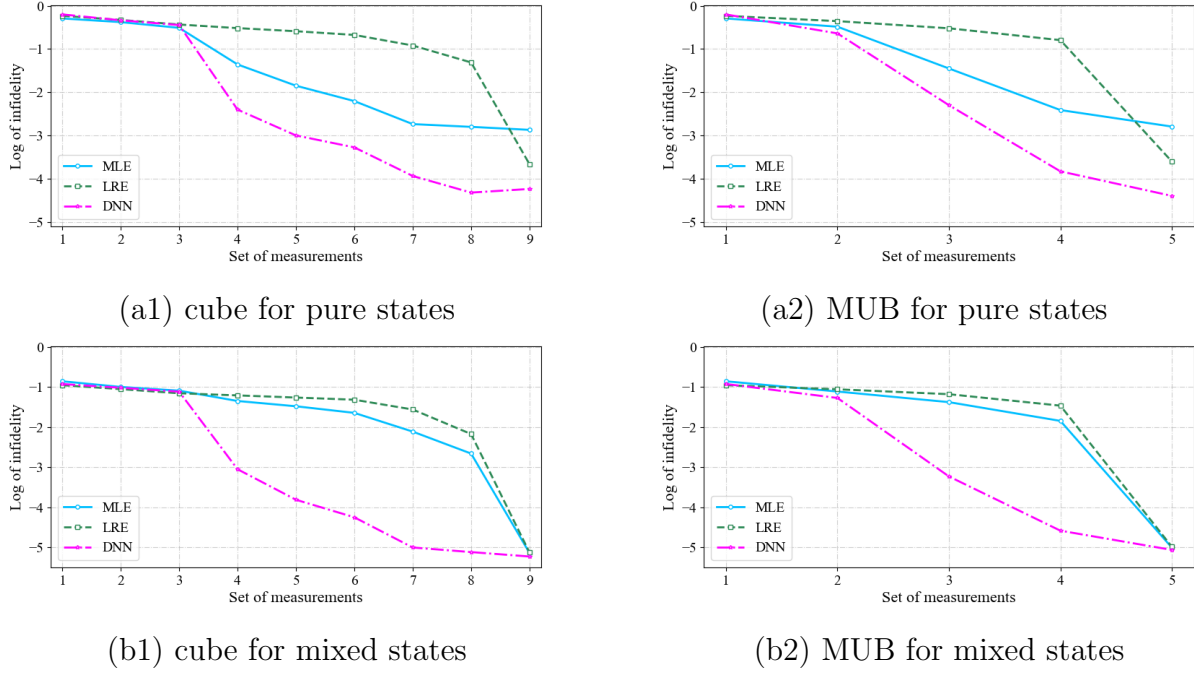 0
−1
−2
−3
−4
−5
Log of infidelity
MLE
LRE
DNN
1 2 3 4 5 6 7 8 9
Set of measurements
(a1) cube for pure states
0
−1
−2
−3
−4
−5
Log of infidelity
MLE
LRE
DNN
1 2 3 4 5
Set of measurements
(a2) MUB for pure states
0
−1
−2
−3
−4
−5
Log of infidelity
MLE
LRE
DNN
1 2 3 4 5 6 7 8 9
Set of measurements
(b1) cube for mixed states
0
−1
−2
−3
−4
−5
Log of infidelity
MLE
LRE
DNN
1 2 3 4 5
Set of measurements
(b2) MUB for mixed states